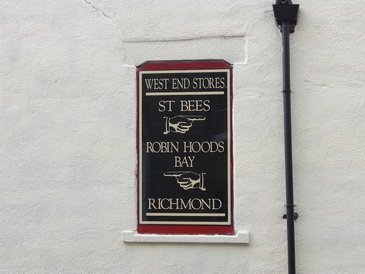 WEST END STORES
ST BEES
ROBIN HOODS
BAY
RICHMOND